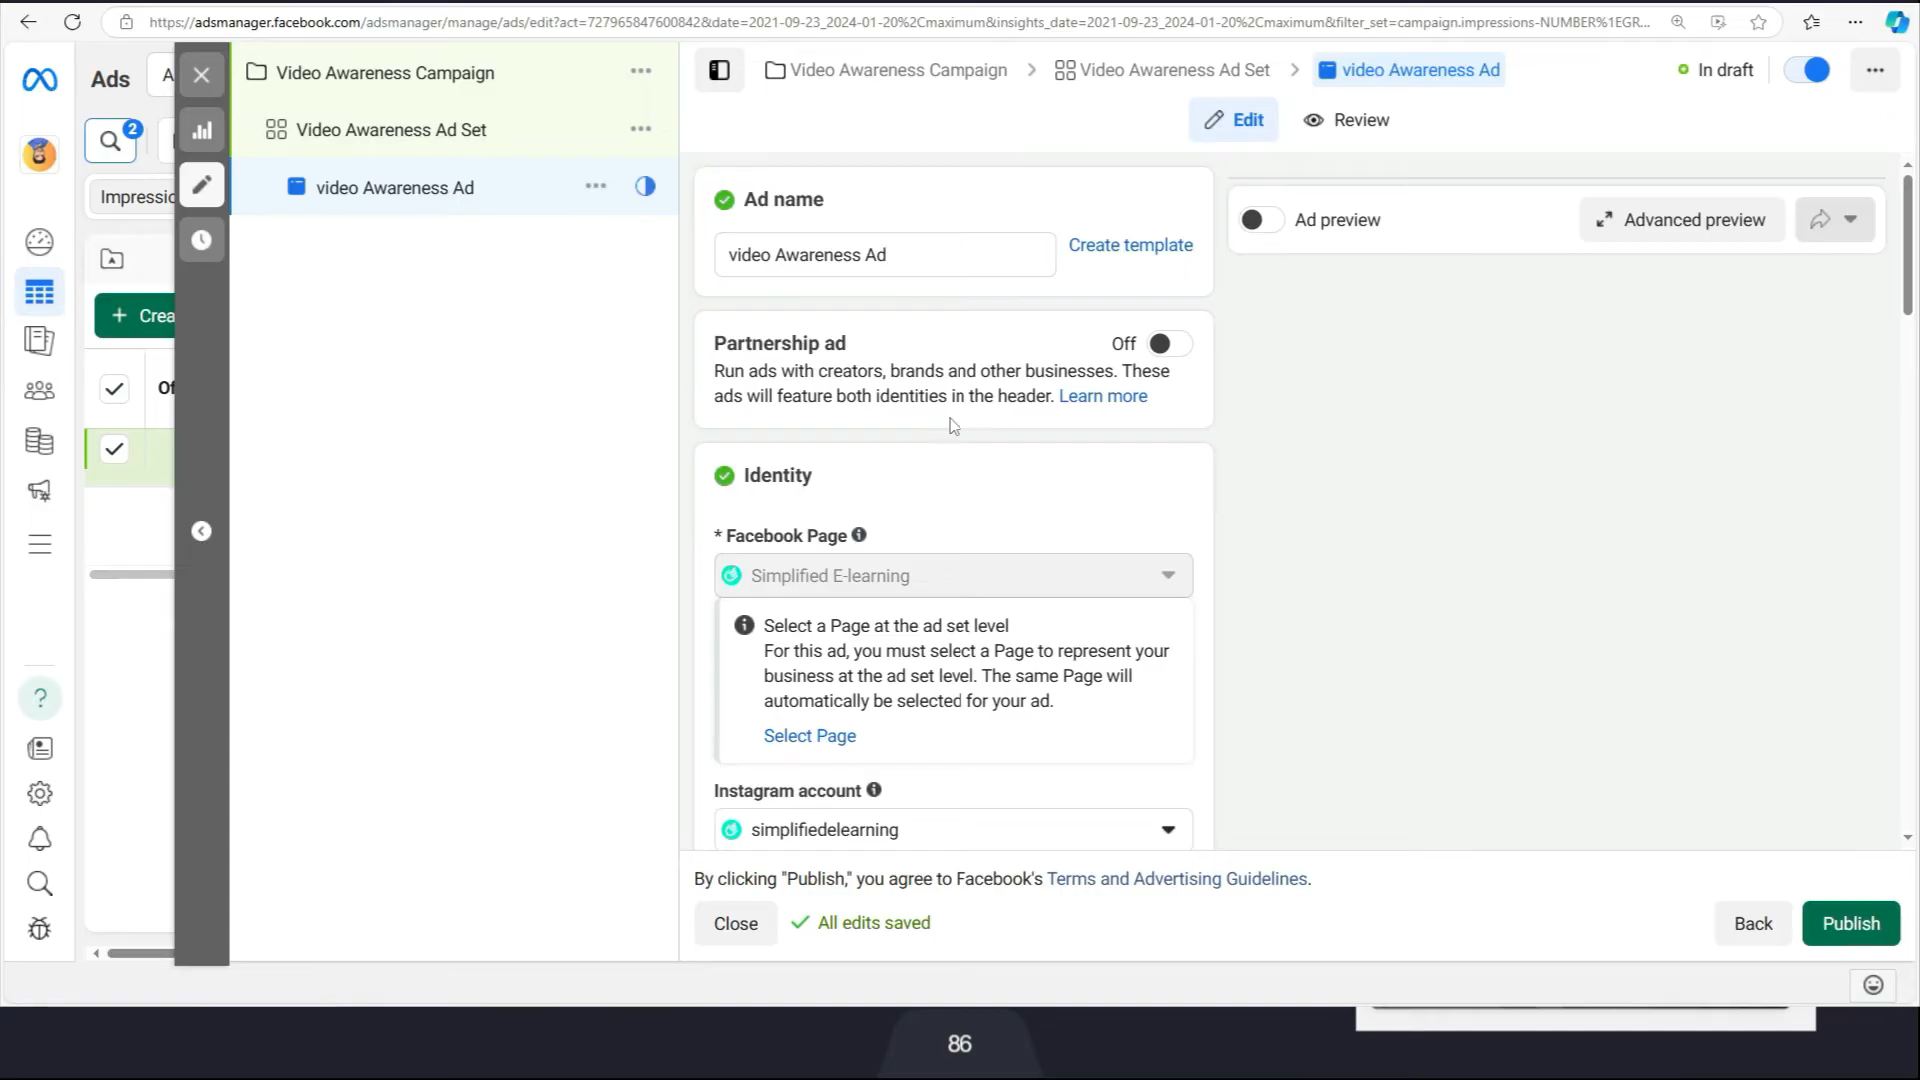 https://adsmanager.facebook.com/adsmanager/manage/ads/edit?act=727965847600842&date=2021-09-23_2024-01-20%2Cmaximum&insights_date=2021-09-23_2024-01-20%2Cmaximum&filter_set=campaign.impressions-NUMBER%1EGR...
Ads
A
2
Impressio
+ Crea
Of
Video Awareness Campaign
Video Awareness Ad Set
video Awareness Ad
Video Awareness Campaign > Video Awareness Ad Set > video Awareness Ad
In draft
Edit
Review
Ad name
video Awareness Ad
Create template
Partnership ad
Off
Run ads with creators, brands and other businesses. These
ads will feature both identities in the header. Learn more
Identity
* Facebook Page
Simplified E-learning
Select a Page at the ad set level
For this ad, you must select a Page to represent your
business at the ad set level. The same Page will
automatically be selected for your ad.
Select Page
Instagram account
simplifiedelearning
Ad preview
Advanced preview
By clicking "Publish," you agree to Facebook's Terms and Advertising Guidelines.
Close
All edits saved
Back
Publish
86